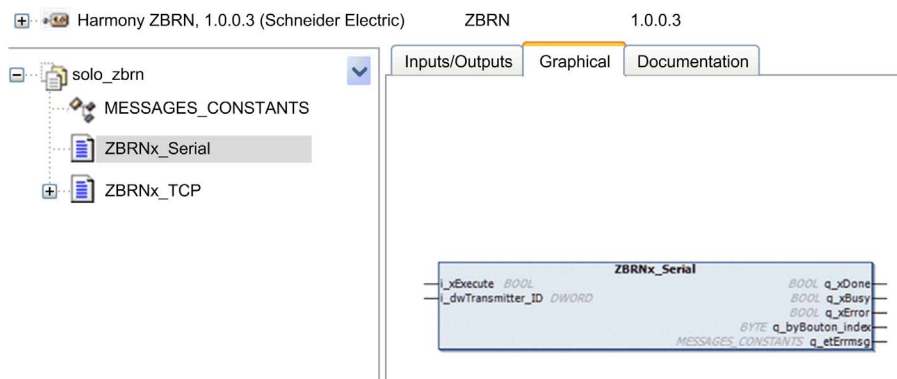 Harmony ZBRN, 1.0.0.3 (Schneider Electric) ZBRN 1.0.0.3
solo_zbrn
MESSAGES_CONSTANTS
ZBRNx_Serial
ZBRNx_TCP
Inputs/Outputs Graphical Documentation
ZBRNx_Serial
i_xExecute BOOL BOOL q_xDone
i_dwTransmitter_ID DWORD BOOL q_xBusy
BOOL q_xError
BYTE q_byBouton_index
MESSAGES_CONSTANTS q_etErrmsg